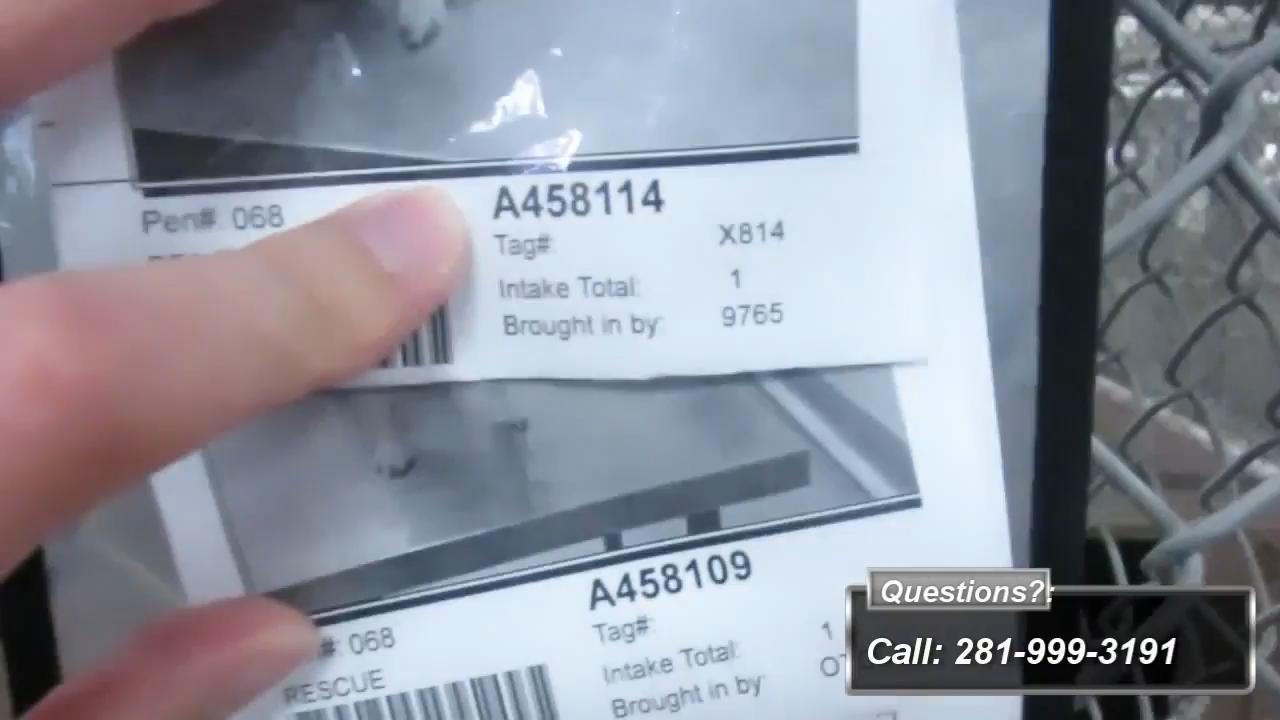 Pen#: 068
A458114
Tag#: X814
Intake Total: 1
Brought in by: 9765
A458109
#: 068
Tag#:
RESCUE
Intake Total: 1
Brought in by:
Questions?:
Call: 281-999-3191